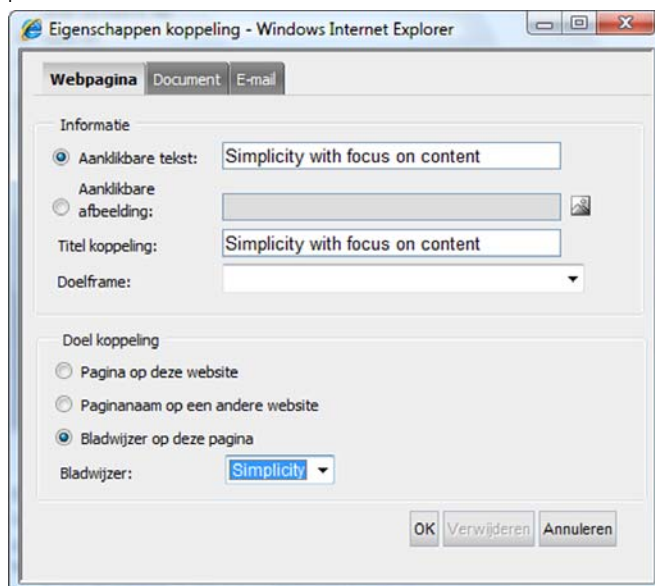 Eigenschappen koppeling - Windows Internet Explorer
Webpagina Document E-mail
Informatie
Aanklikbare tekst: Simplicity with focus on content
Aanklikbare
afbeelding:
Titel koppeling: Simplicity with focus on content
Doelframe:
Doel koppeling
Pagina op deze website
Paginanaam op een andere website
Bladwijzer op deze pagina
Bladwijzer: Simplicity
OK Verwijderen Annuleren